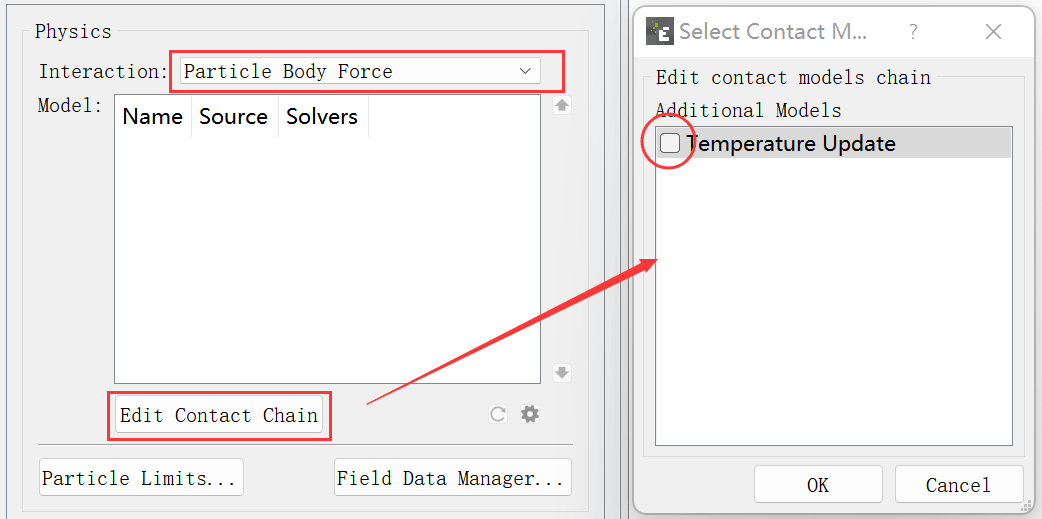 Physics
Interaction: Particle Body Force
Model:
Name Source Solvers
Edit Contact Chain
Particle Limits... Field Data Manager...
E Select Contact M... ?
Edit contact models chain
Additional Models
Temperature Update
OK Cancel